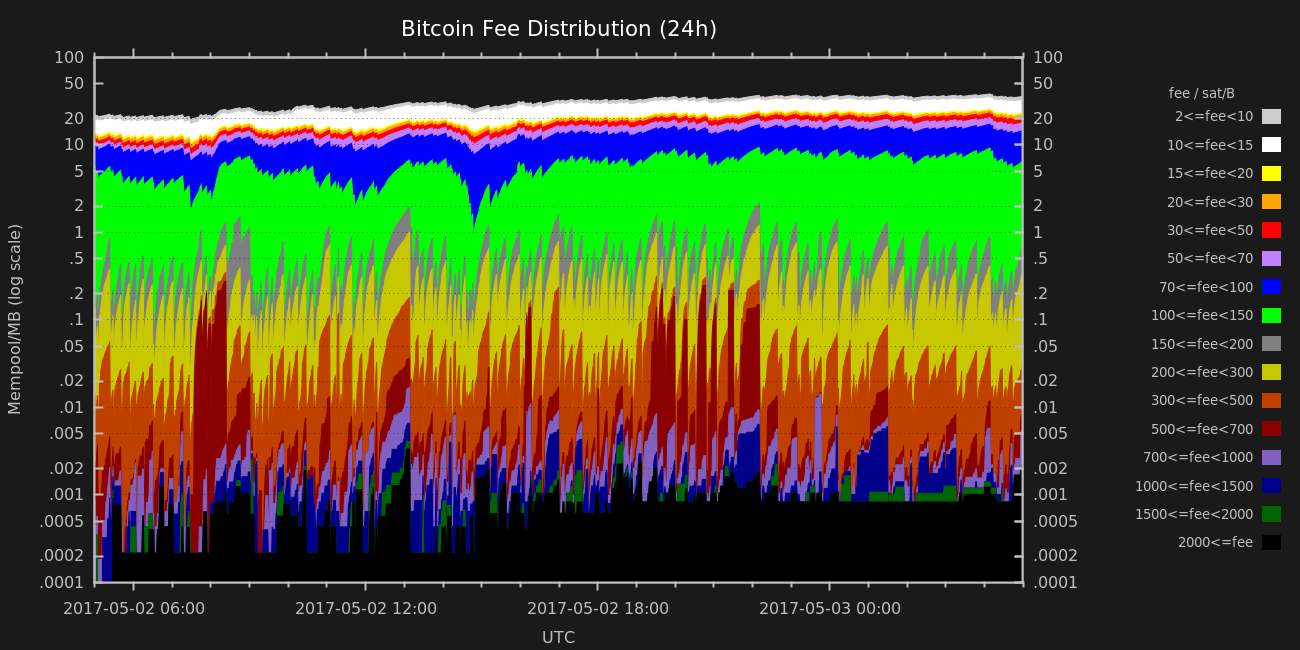 Bitcoin Fee Distribution (24h)
100
50
20
10
5
2
1
.5
.2
.1
.05
.02
.01
.005
.002
.001
.0005
.0002
.0001
Mempool/MB (log scale)
100
50
20
10
5
2
1
.5
.2
.1
.05
.02
.01
.005
.002
.001
.0005
.0002
.0001
2017-05-02 06:00
2017-05-02 12:00
2017-05-02 18:00
2017-05-03 00:00
UTC
fee / sat/B
2<=fee<10
10<=fee<15
15<=fee<20
20<=fee<30
30<=fee<50
50<=fee<70
70<=fee<100
100<=fee<150
150<=fee<200
200<=fee<300
300<=fee<500
500<=fee<700
700<=fee<1000
1000<=fee<1500
1500<=fee<2000
2000<=fee